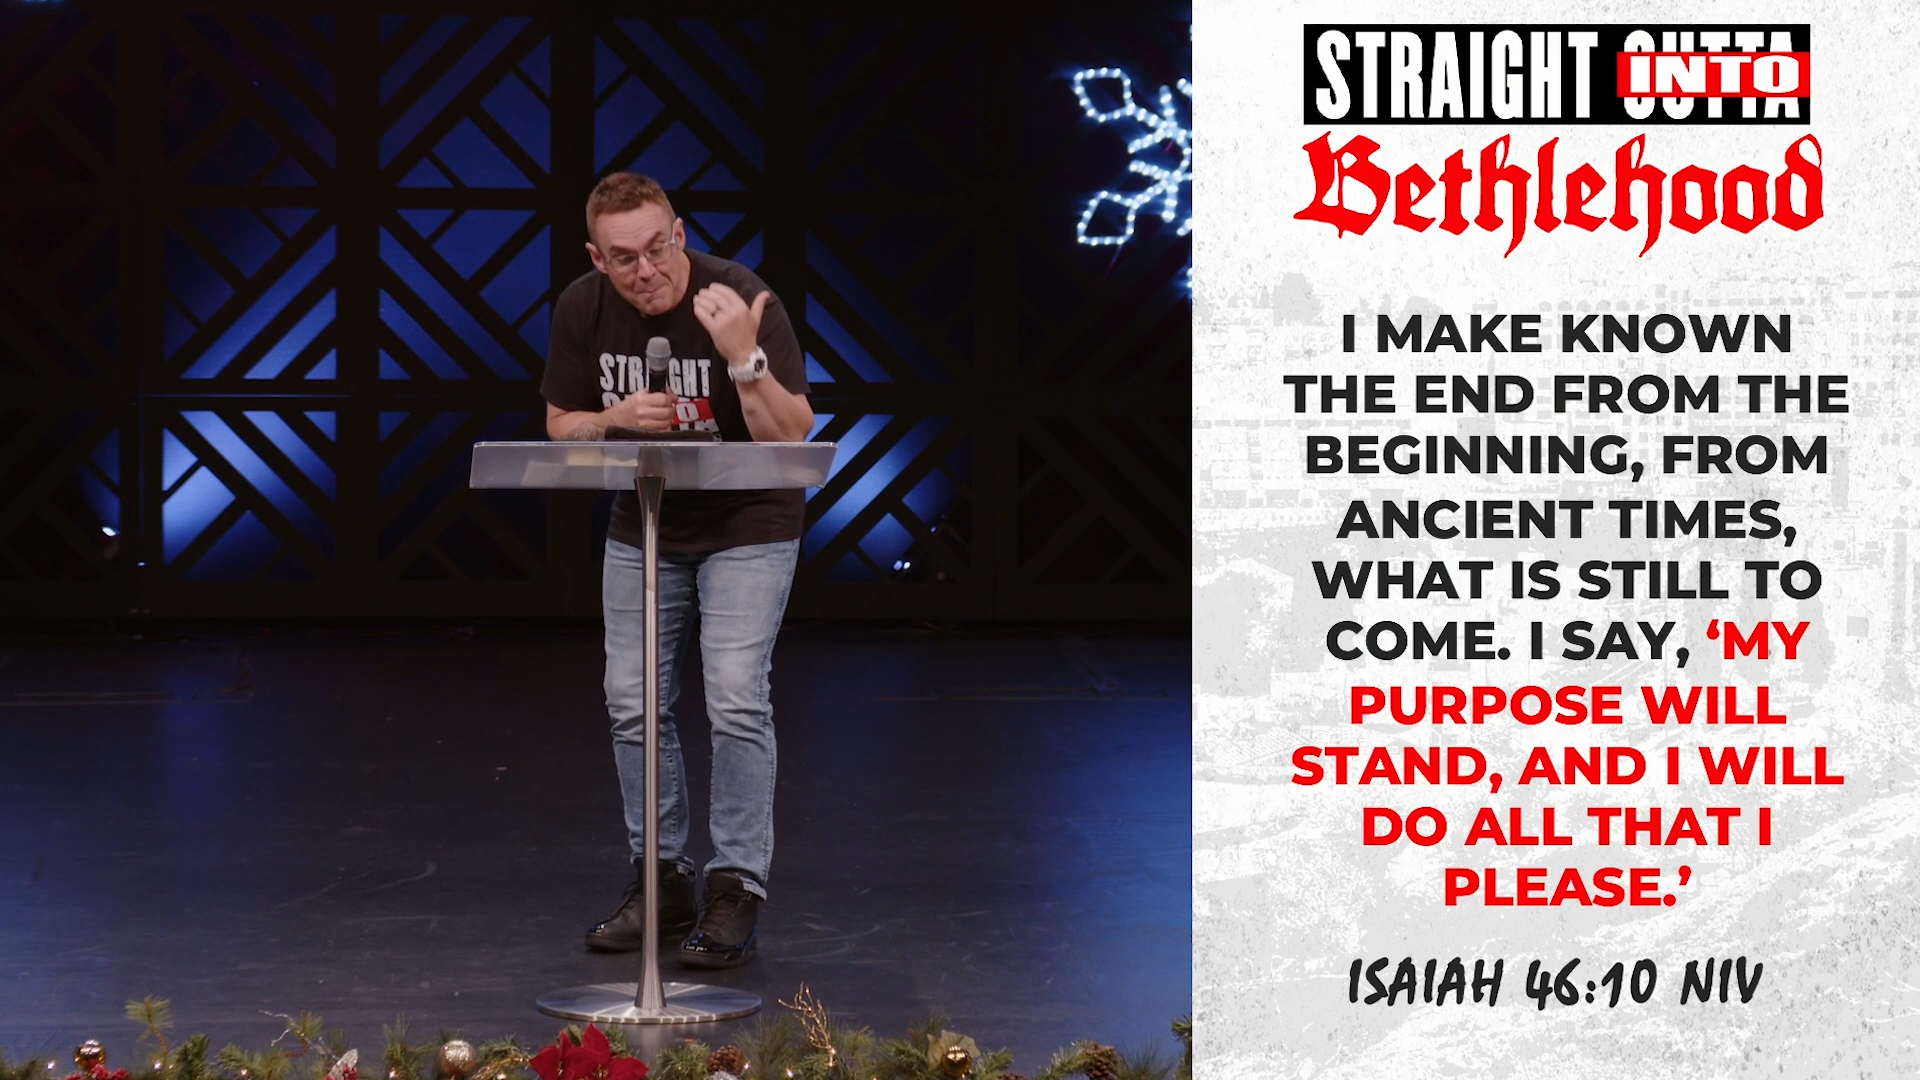 STRAIGHT OUTTA
INTO
Bethlehood
I MAKE KNOWN
THE END FROM THE
BEGINNING, FROM
ANCIENT TIMES,
WHAT IS STILL TO
COME. I SAY, ‘MY
PURPOSE WILL
STAND, AND I WILL
DO ALL THAT I
PLEASE.’
ISAIAH 46:10 NIV
STRAIGHT